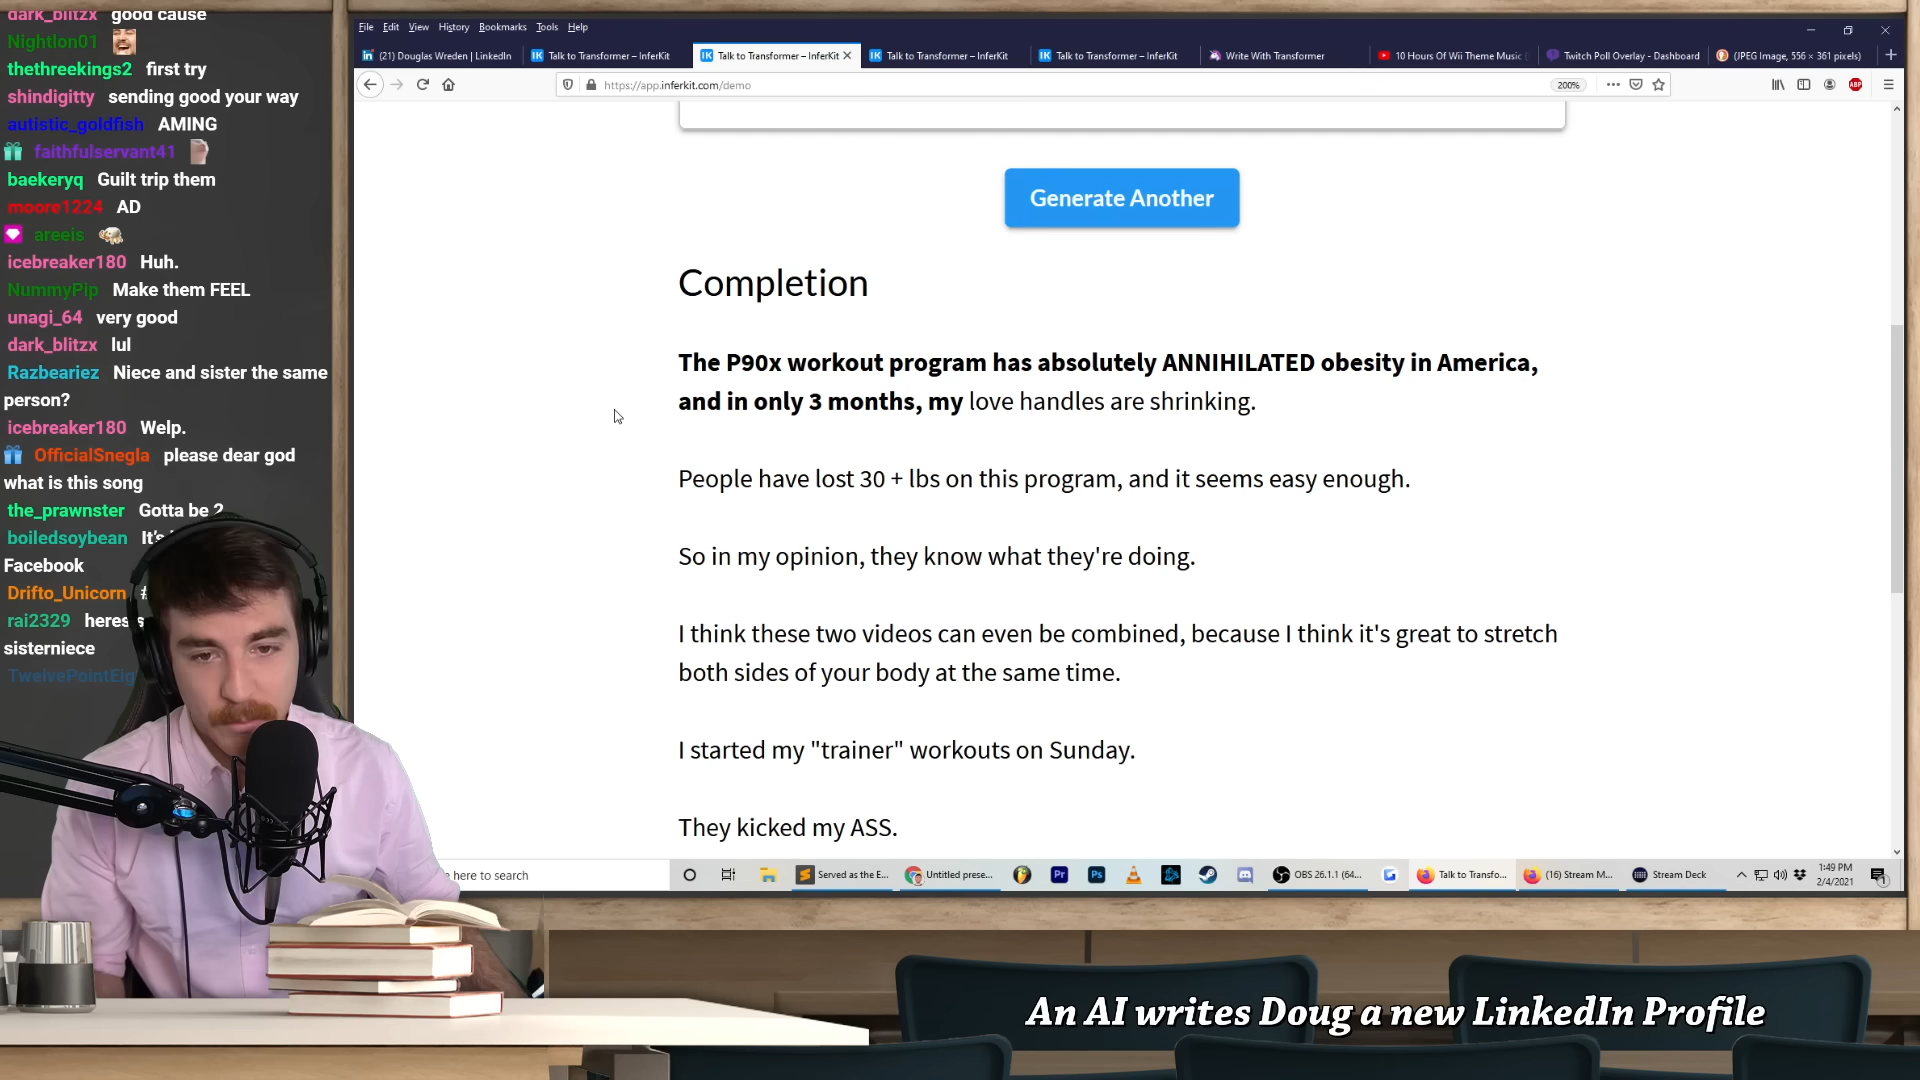 dark_blitzx good cause
Nightlon01
thethreekings2 first try
shindigitty sending good your way
autistic_goldfish AMING
faithfulservant41
baekeryq Guilt trip them
moore1224 AD
areeis
icebreaker180 Huh.
NummyPip Make them FEEL
unagi_64 very good
dark_blitzx lul
Razbeariez Niece and sister the same
person?
icebreaker180 Welp.
OfficialSnegla please dear god
what is this song
the_prawnster Gotta be 2
boiledsoybean It's
Facebook
Drifto_Unicorn #
rai2329 heres s
sisterniece
TwelvePointEig
File Edit View History Bookmarks Tools Help
(21) Douglas Wreden | LinkedIn
Talk to Transformer – InferKit
Talk to Transformer – InferKit
Talk to Transformer – InferKit
Talk to Transformer – InferKit
Write With Transformer
10 Hours Of Wii Theme Music
Twitch Poll Overlay - Dashboard
(JPEG Image, 556 × 361 pixels)
https://app.inferkit.com/demo
200%
Generate Another
Completion
The P90x workout program has absolutely ANNIHILATED obesity in America,
and in only 3 months, my love handles are shrinking.
People have lost 30 + lbs on this program, and it seems easy enough.
So in my opinion, they know what they're doing.
I think these two videos can even be combined, because I think it's great to stretch
both sides of your body at the same time.
I started my "trainer" workouts on Sunday.
They kicked my ASS.
here to search
Served as the E...
Untitled prese...
OBS 26.1.1 (64...
Talk to Transfo...
(16) Stream M...
Stream Deck
1:49 PM
2/4/2021
An AI writes Doug a new LinkedIn Profile